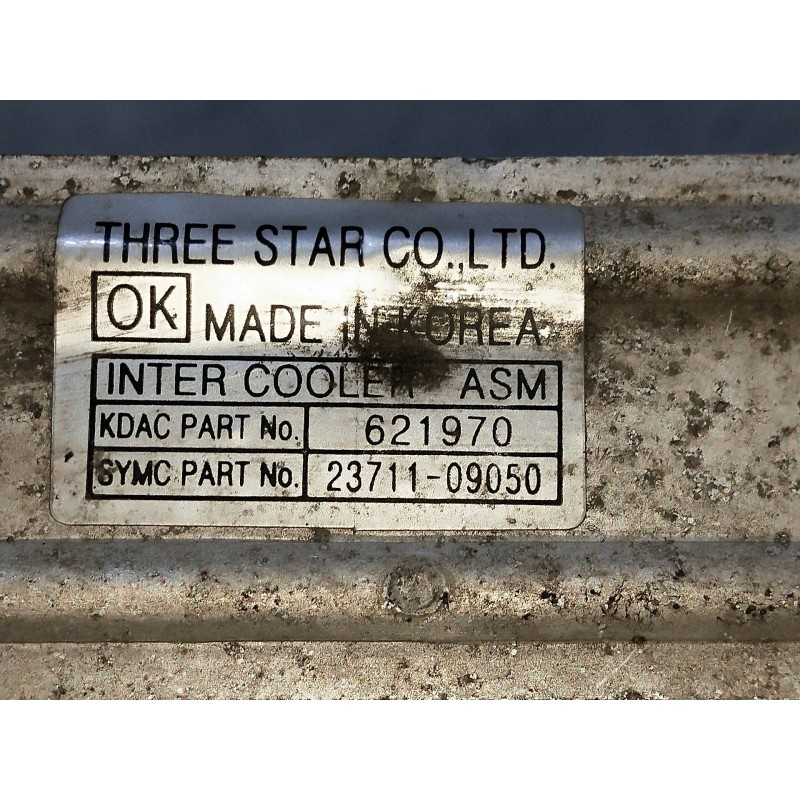 THREE STAR CO.,LTD.
OK MADE IN KOREA
INTER COOLER ASM
KDAC PART No. 621970
SYMC PART No. 23711-09050